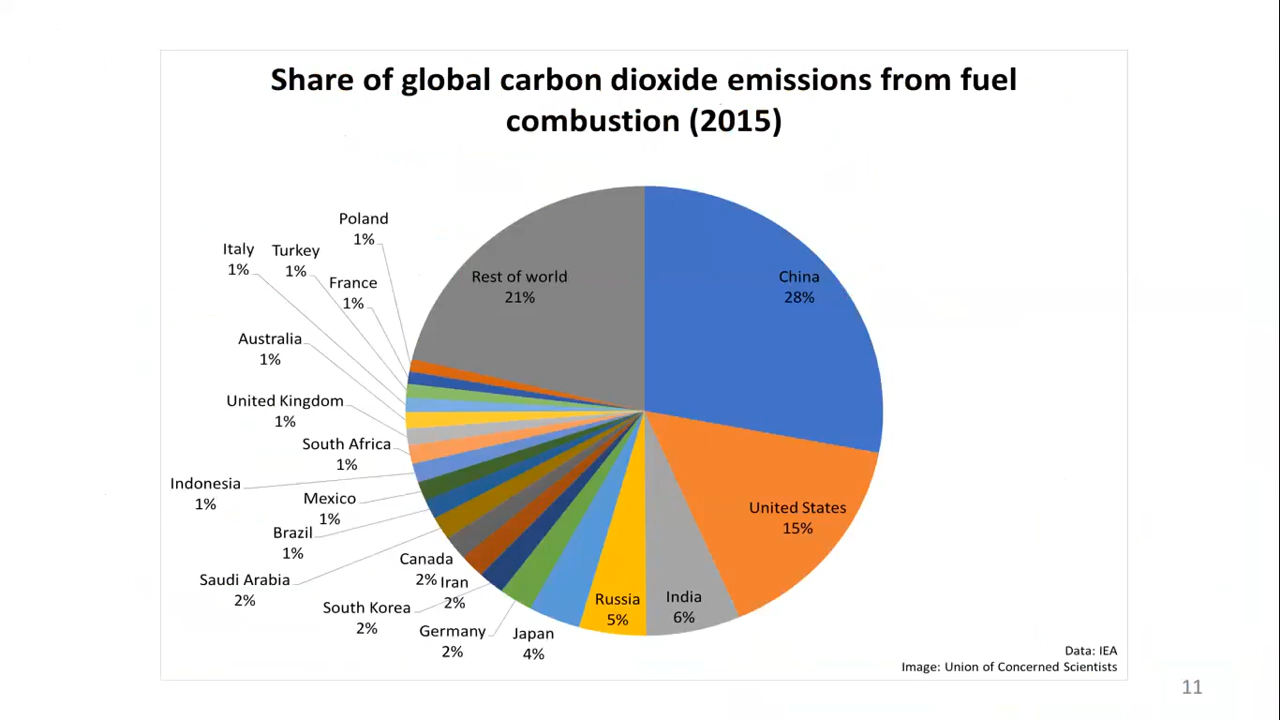 Share of global carbon dioxide emissions from fuel
combustion (2015)
Poland
1%
Italy
1%
Turkey
1%
France
1%
Rest of world
21%
China
28%
Australia
1%
United Kingdom
1%
South Africa
1%
Indonesia
1%
Mexico
1%
Brazil
1%
United States
15%
Saudi Arabia
2%
Canada
2%
Iran
2%
South Korea
2%
Germany
2%
Japan
4%
Russia
5%
India
6%
Data: IEA
Image: Union of Concerned Scientists
11